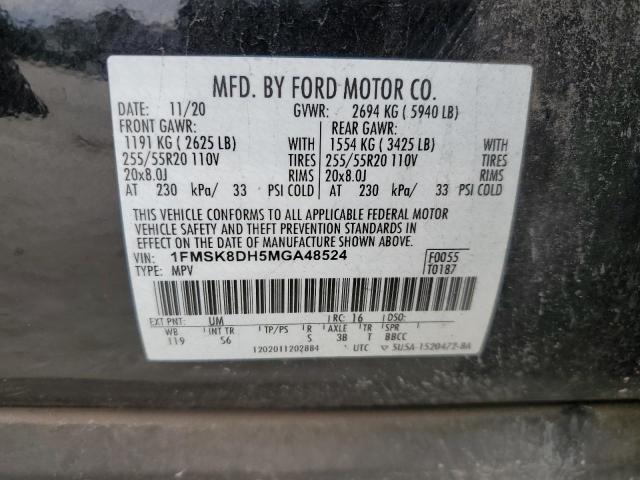 MFD. BY FORD MOTOR CO.
DATE: 11/20 GVWR: 2694 KG ( 5940 LB)
FRONT GAWR: REAR GAWR:
1191 KG ( 2625 LB) WITH 1554 KG ( 3425 LB) WITH
255/55R20 110V TIRES 255/55R20 110V TIRES
20x8.0J RIMS 20x8.0J RIMS
AT 230 kPa/ 33 PSI COLD AT 230 kPa/ 33 PSI COLD
THIS VEHICLE CONFORMS TO ALL APPLICABLE FEDERAL MOTOR
VEHICLE SAFETY AND THEFT PREVENTION STANDARDS IN
EFFECT ON THE DATE OF MANUFACTURE SHOWN ABOVE.
VIN: 1FMSK8DH5MGA48524 F0055
TYPE: MPV T0187
EXT PNT: UM RC: 16 DSO:
WB INT TR TP/PS R AXLE TR SPR
119 S6 S 3B T BBCC
1202011202884 UTC 5U5A-1520472-BA